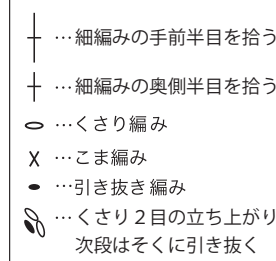 …細編みの手前半目を拾う
…細編みの奥側半目を拾う
…くさり編み
…こま編み
…引き抜き編み
…くさり２目の立ち上がり
次段はそくに引き抜く